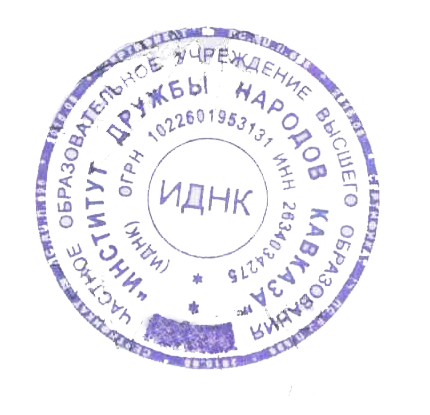 ЧАСТНОЕ ОБРАЗОВАТЕЛЬНОЕ УЧРЕЖДЕНИЕ ВЫСШЕГО ОБРАЗОВАНИЯ
"ИНСТИТУТ ДРУЖБЫ НАРОДОВ КАВКАЗА"
(ИДНК) ОГРН 1022601953131 ИНН 2634034275
ИДНК